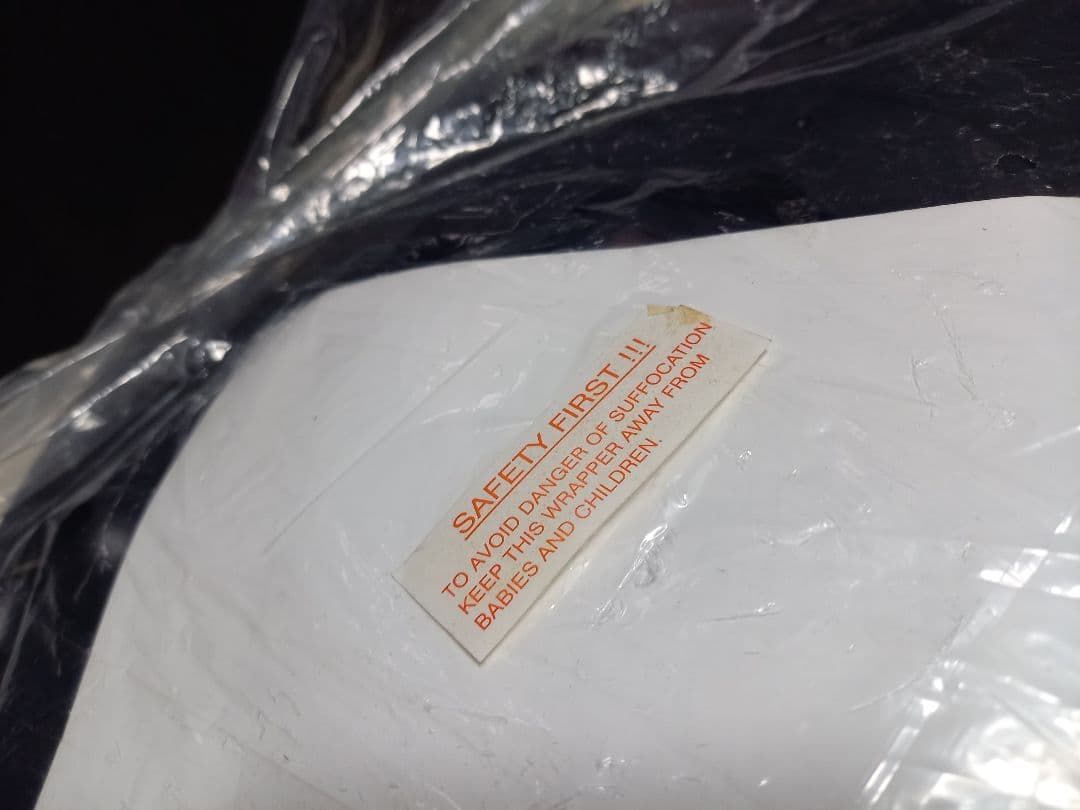 SAFETY FIRST !!!
TO AVOID DANGER OF SUFFOCATION
KEEP THIS WRAPPER AWAY FROM
BABIES AND CHILDREN.